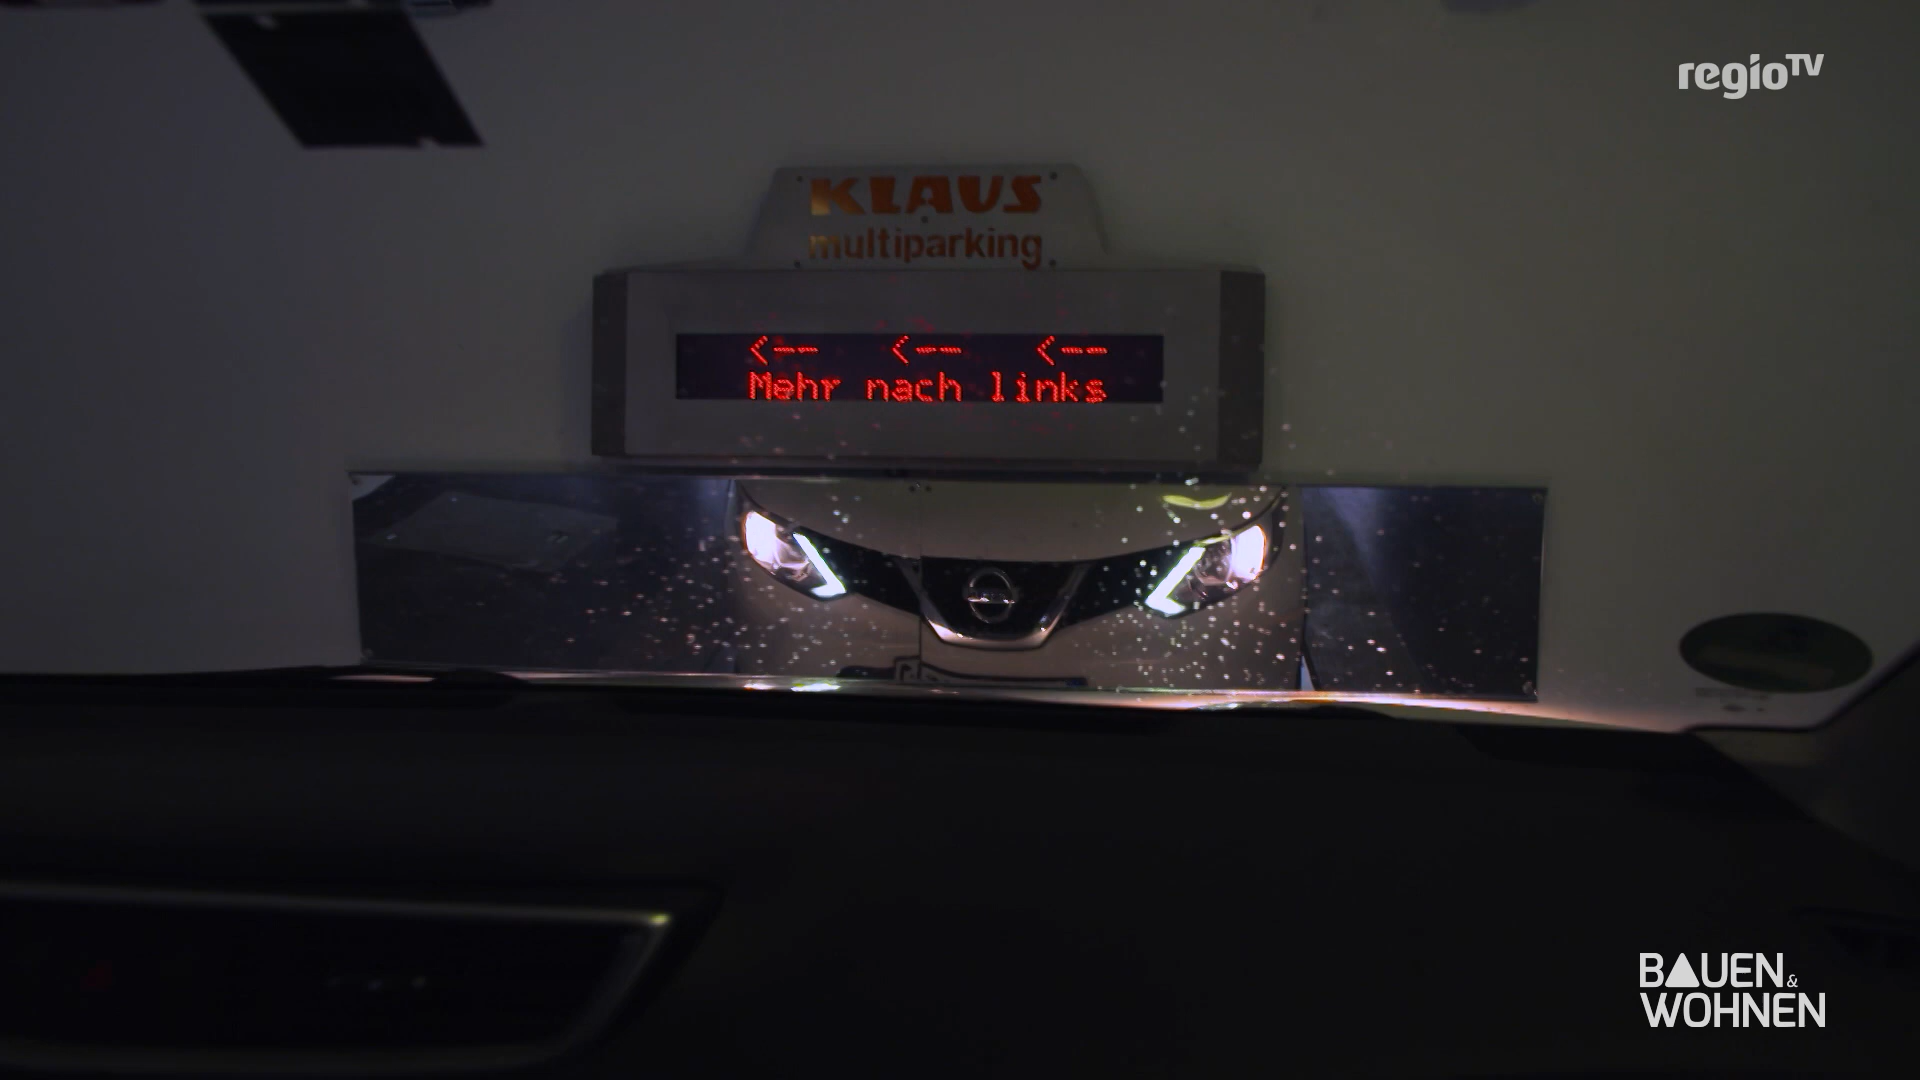 regioTV
KLAUS
multiparking
<-- <-- <--
Mehr nach links
BAUEN &
WOHNEN